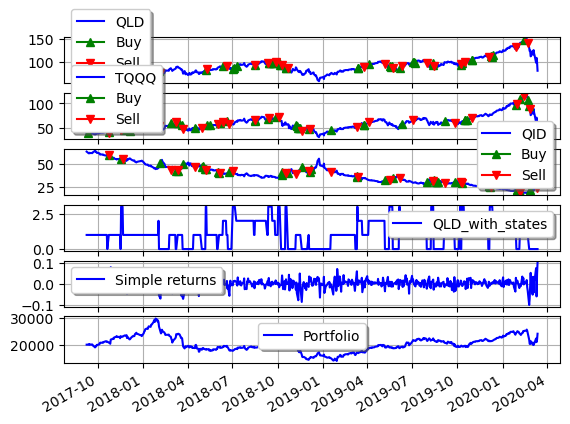 QLD
Buy
Sell
150
100
TQQQ
Buy
Sell
100
50
QID
Buy
Sell
50
25
QLD_with_states
2.5
0.0
Simple returns
0.1
0.0
−0.1
Portfolio
30000
20000
2017-10
2018-01
2018-04
2018-07
2018-10
2019-01
2019-04
2019-07
2019-10
2020-01
2020-04